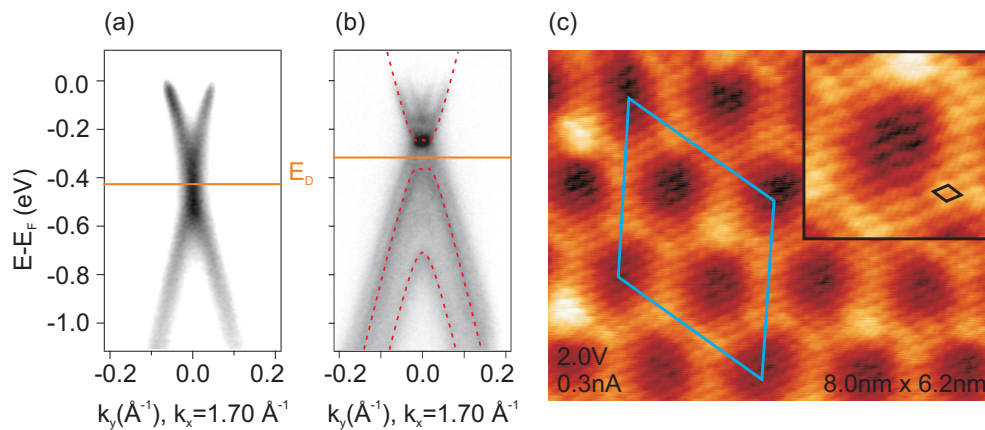 (a)
(b)
(c)
E-E_F (eV)
0.0
-0.2
-0.4
-0.6
-0.8
-1.0
E_D
-0.2 0.0 0.2
-0.2 0.0 0.2
k_y(Å⁻¹), k_x=1.70 Å⁻¹
k_y(Å⁻¹), k_x=1.70 Å⁻¹
2.0V
0.3nA
8.0nm x 6.2nm